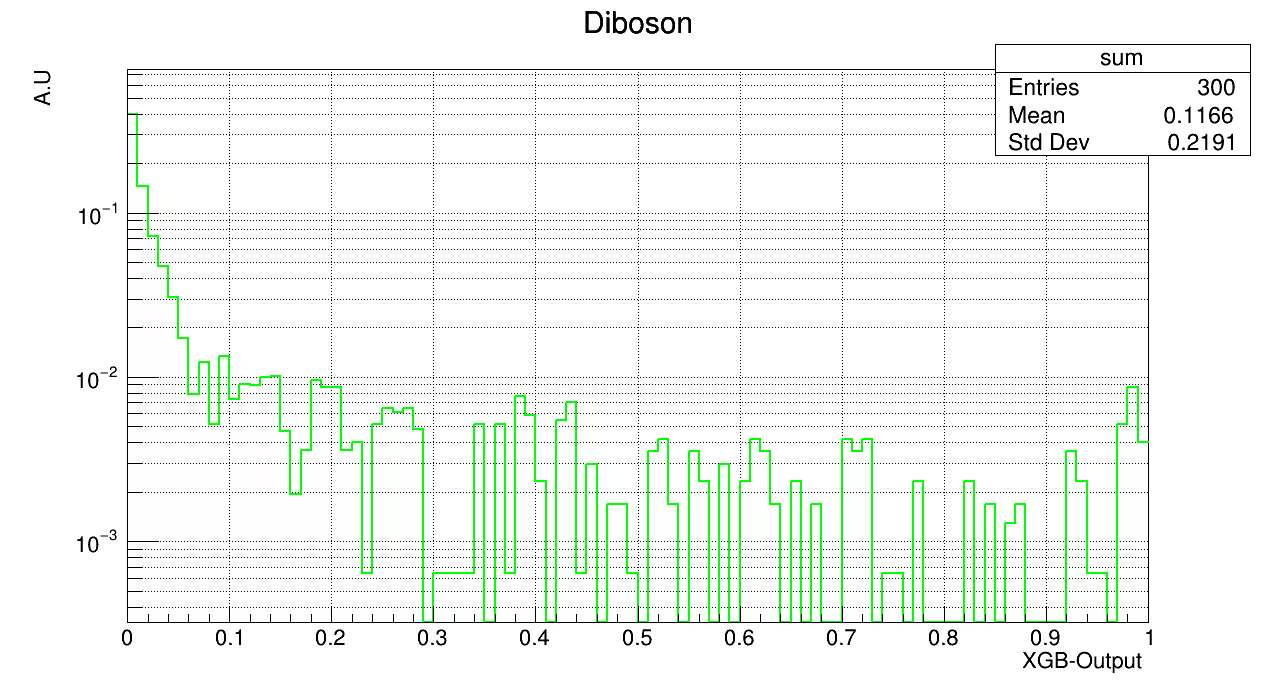 Diboson
A.U
sum
Entries 300
Mean 0.1166
Std Dev 0.2191
10−1
10−2
10−3
0 0.1 0.2 0.3 0.4 0.5 0.6 0.7 0.8 0.9 1
XGB-Output